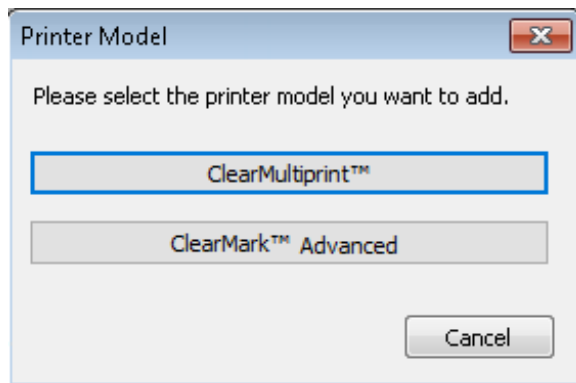 Printer Model
Please select the printer model you want to add.
ClearMultiprint™
ClearMark™ Advanced
Cancel